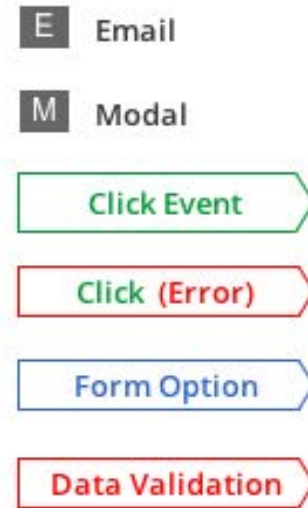 E Email
M Modal
Click Event
Click (Error)
Form Option
Data Validation